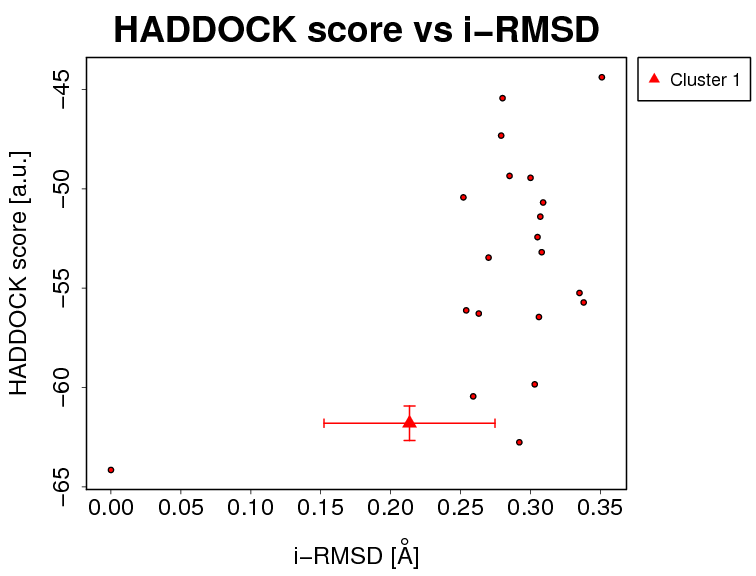 HADDOCK score vs i−RMSD
Cluster 1
HADDOCK score [a.u.]
−45
−50
−55
−60
−65
0.00 0.05 0.10 0.15 0.20 0.25 0.30 0.35
i−RMSD [Å]